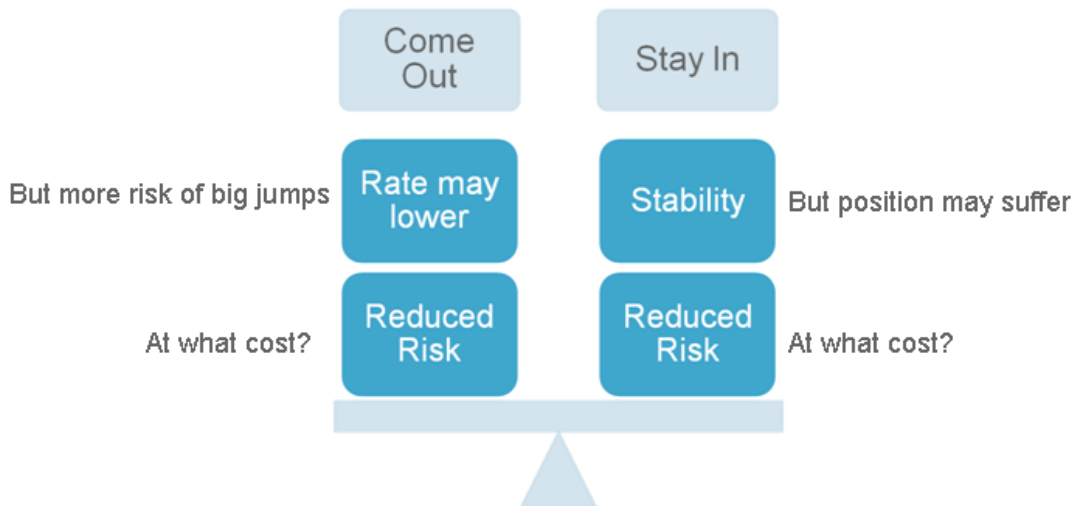 Come
Out
Stay In
But more risk of big jumps
Rate may
lower
Stability
But position may suffer
At what cost?
Reduced
Risk
Reduced
Risk
At what cost?